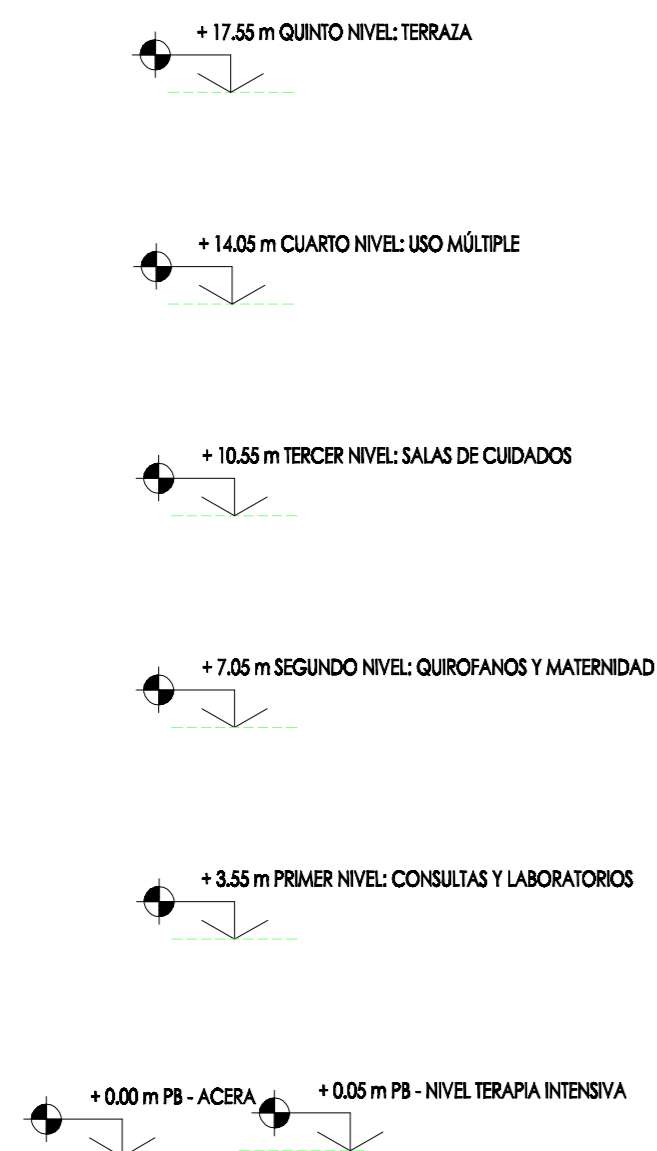 + 17.55 m QUINTO NIVEL: TERRAZA
+ 14.05 m CUARTO NIVEL: USO MÚLTIPLE
+ 10.55 m TERCER NIVEL: SALAS DE CUIDADOS
+ 7.05 m SEGUNDO NIVEL: QUIROFANOS Y MATERNIDAD
+ 3.55 m PRIMER NIVEL: CONSULTAS Y LABORATORIOS
+ 0.00 m PB - ACERA
+ 0.05 m PB - NIVEL TERAPIA INTENSIVA